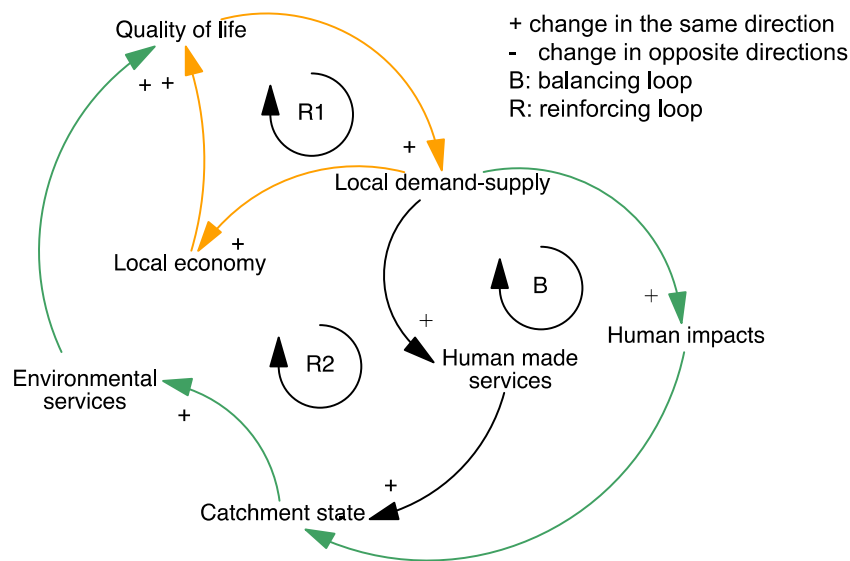 Quality of life
+ change in the same direction
- change in opposite directions
B: balancing loop
R: reinforcing loop
+ +
R1
+
Local demand-supply
+
Local economy
B
+
+
Human impacts
R2
Human made
services
Environmental
services
+
+
Catchment state
-